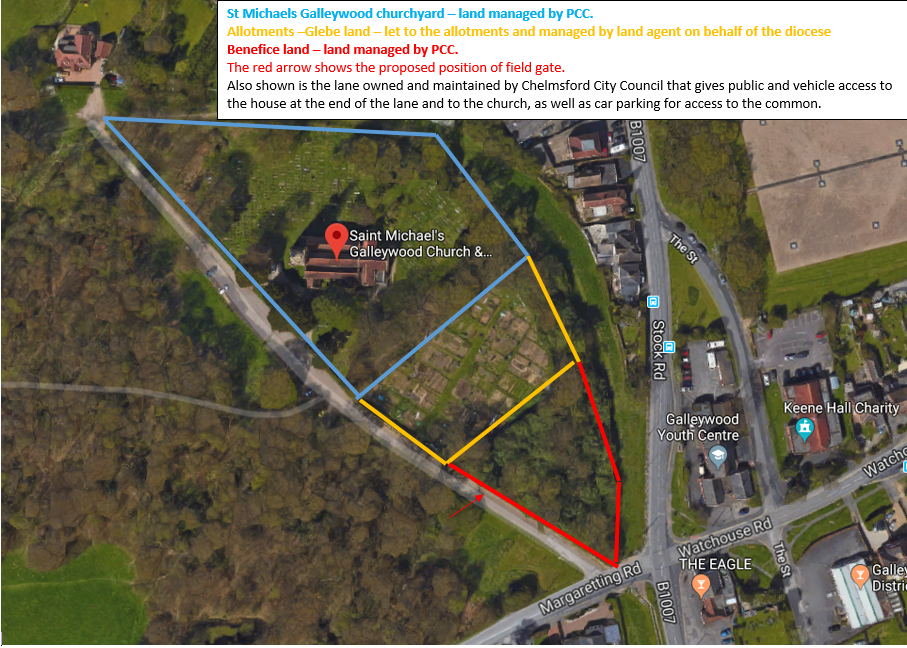 St Michaels Galleywood churchyard – land managed by PCC.
Allotments –Glebe land – let to the allotments and managed by land agent on behalf of the diocese
Benefice land – land managed by PCC.
The red arrow shows the proposed position of field gate.
Also shown is the lane owned and maintained by Chelmsford City Council that gives public and vehicle access to
the house at the end of the lane and to the church, as well as car parking for access to the common.
B1007
The St
Saint Michael's
Galleywood Church &...
Stock Rd
Galleywood
Youth Centre
Keene Hall Charity
Watcho
Watchouse Rd
THE EAGLE
The St
Galley
Distri
Margaretting Rd
B1007